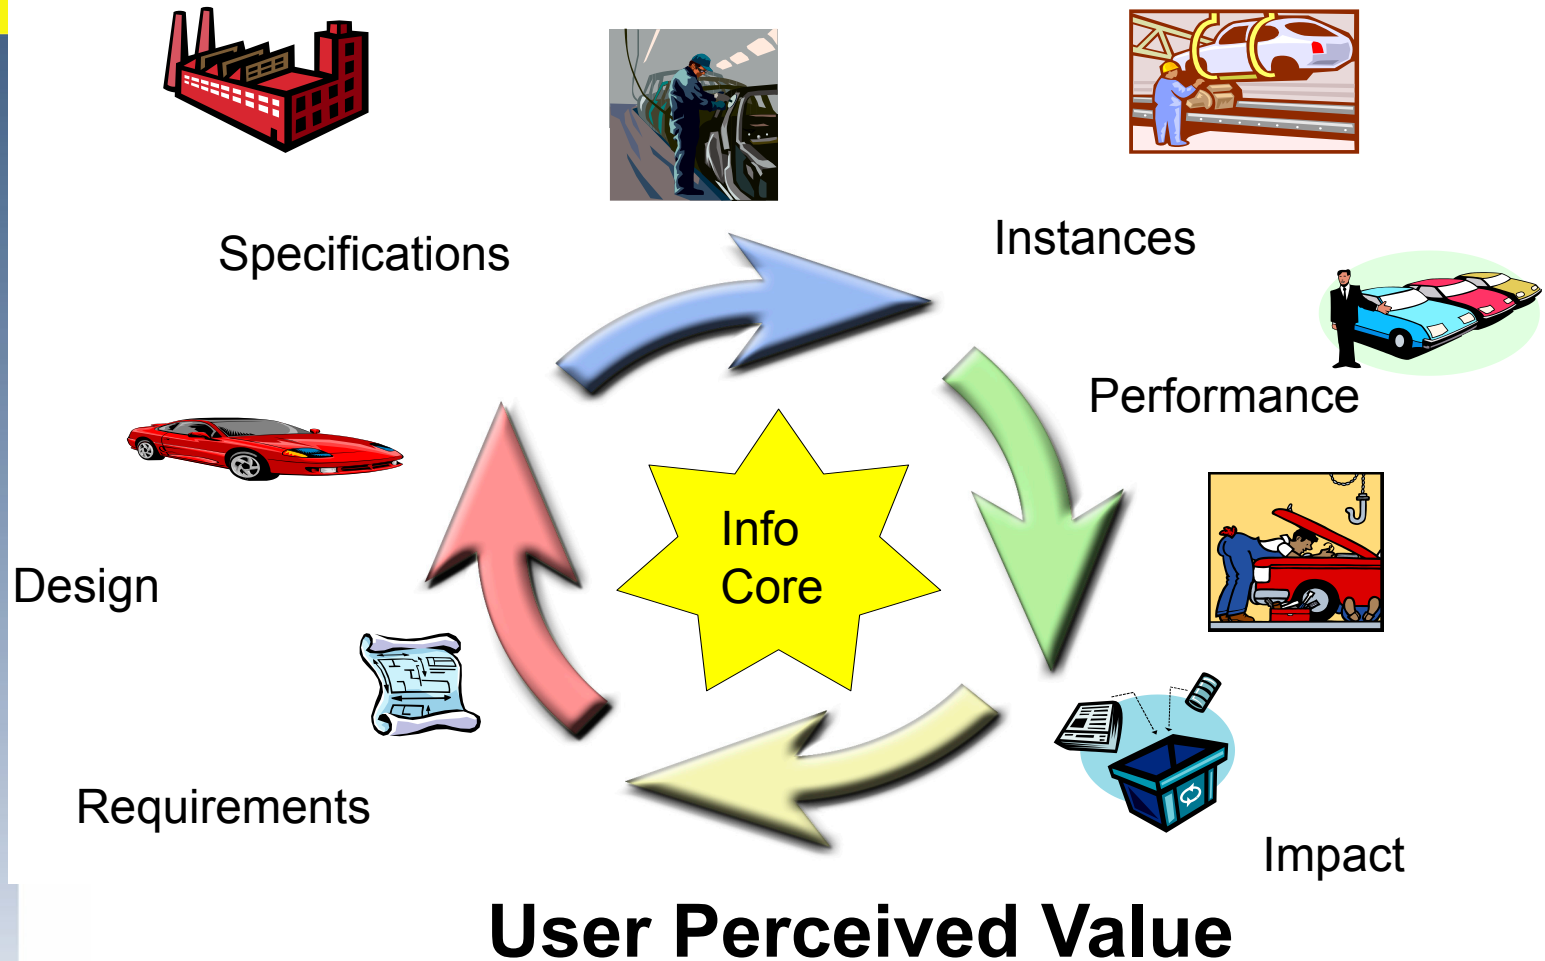 Specifications
Instances
Performance
Info
Core
Design
Requirements
Impact
User Perceived Value